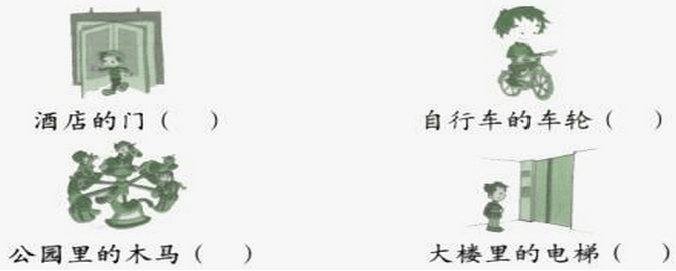 酒店的门（ ）
自行车的车轮（ ）
公园里的木马（ ）
大楼里的电梯（ ）